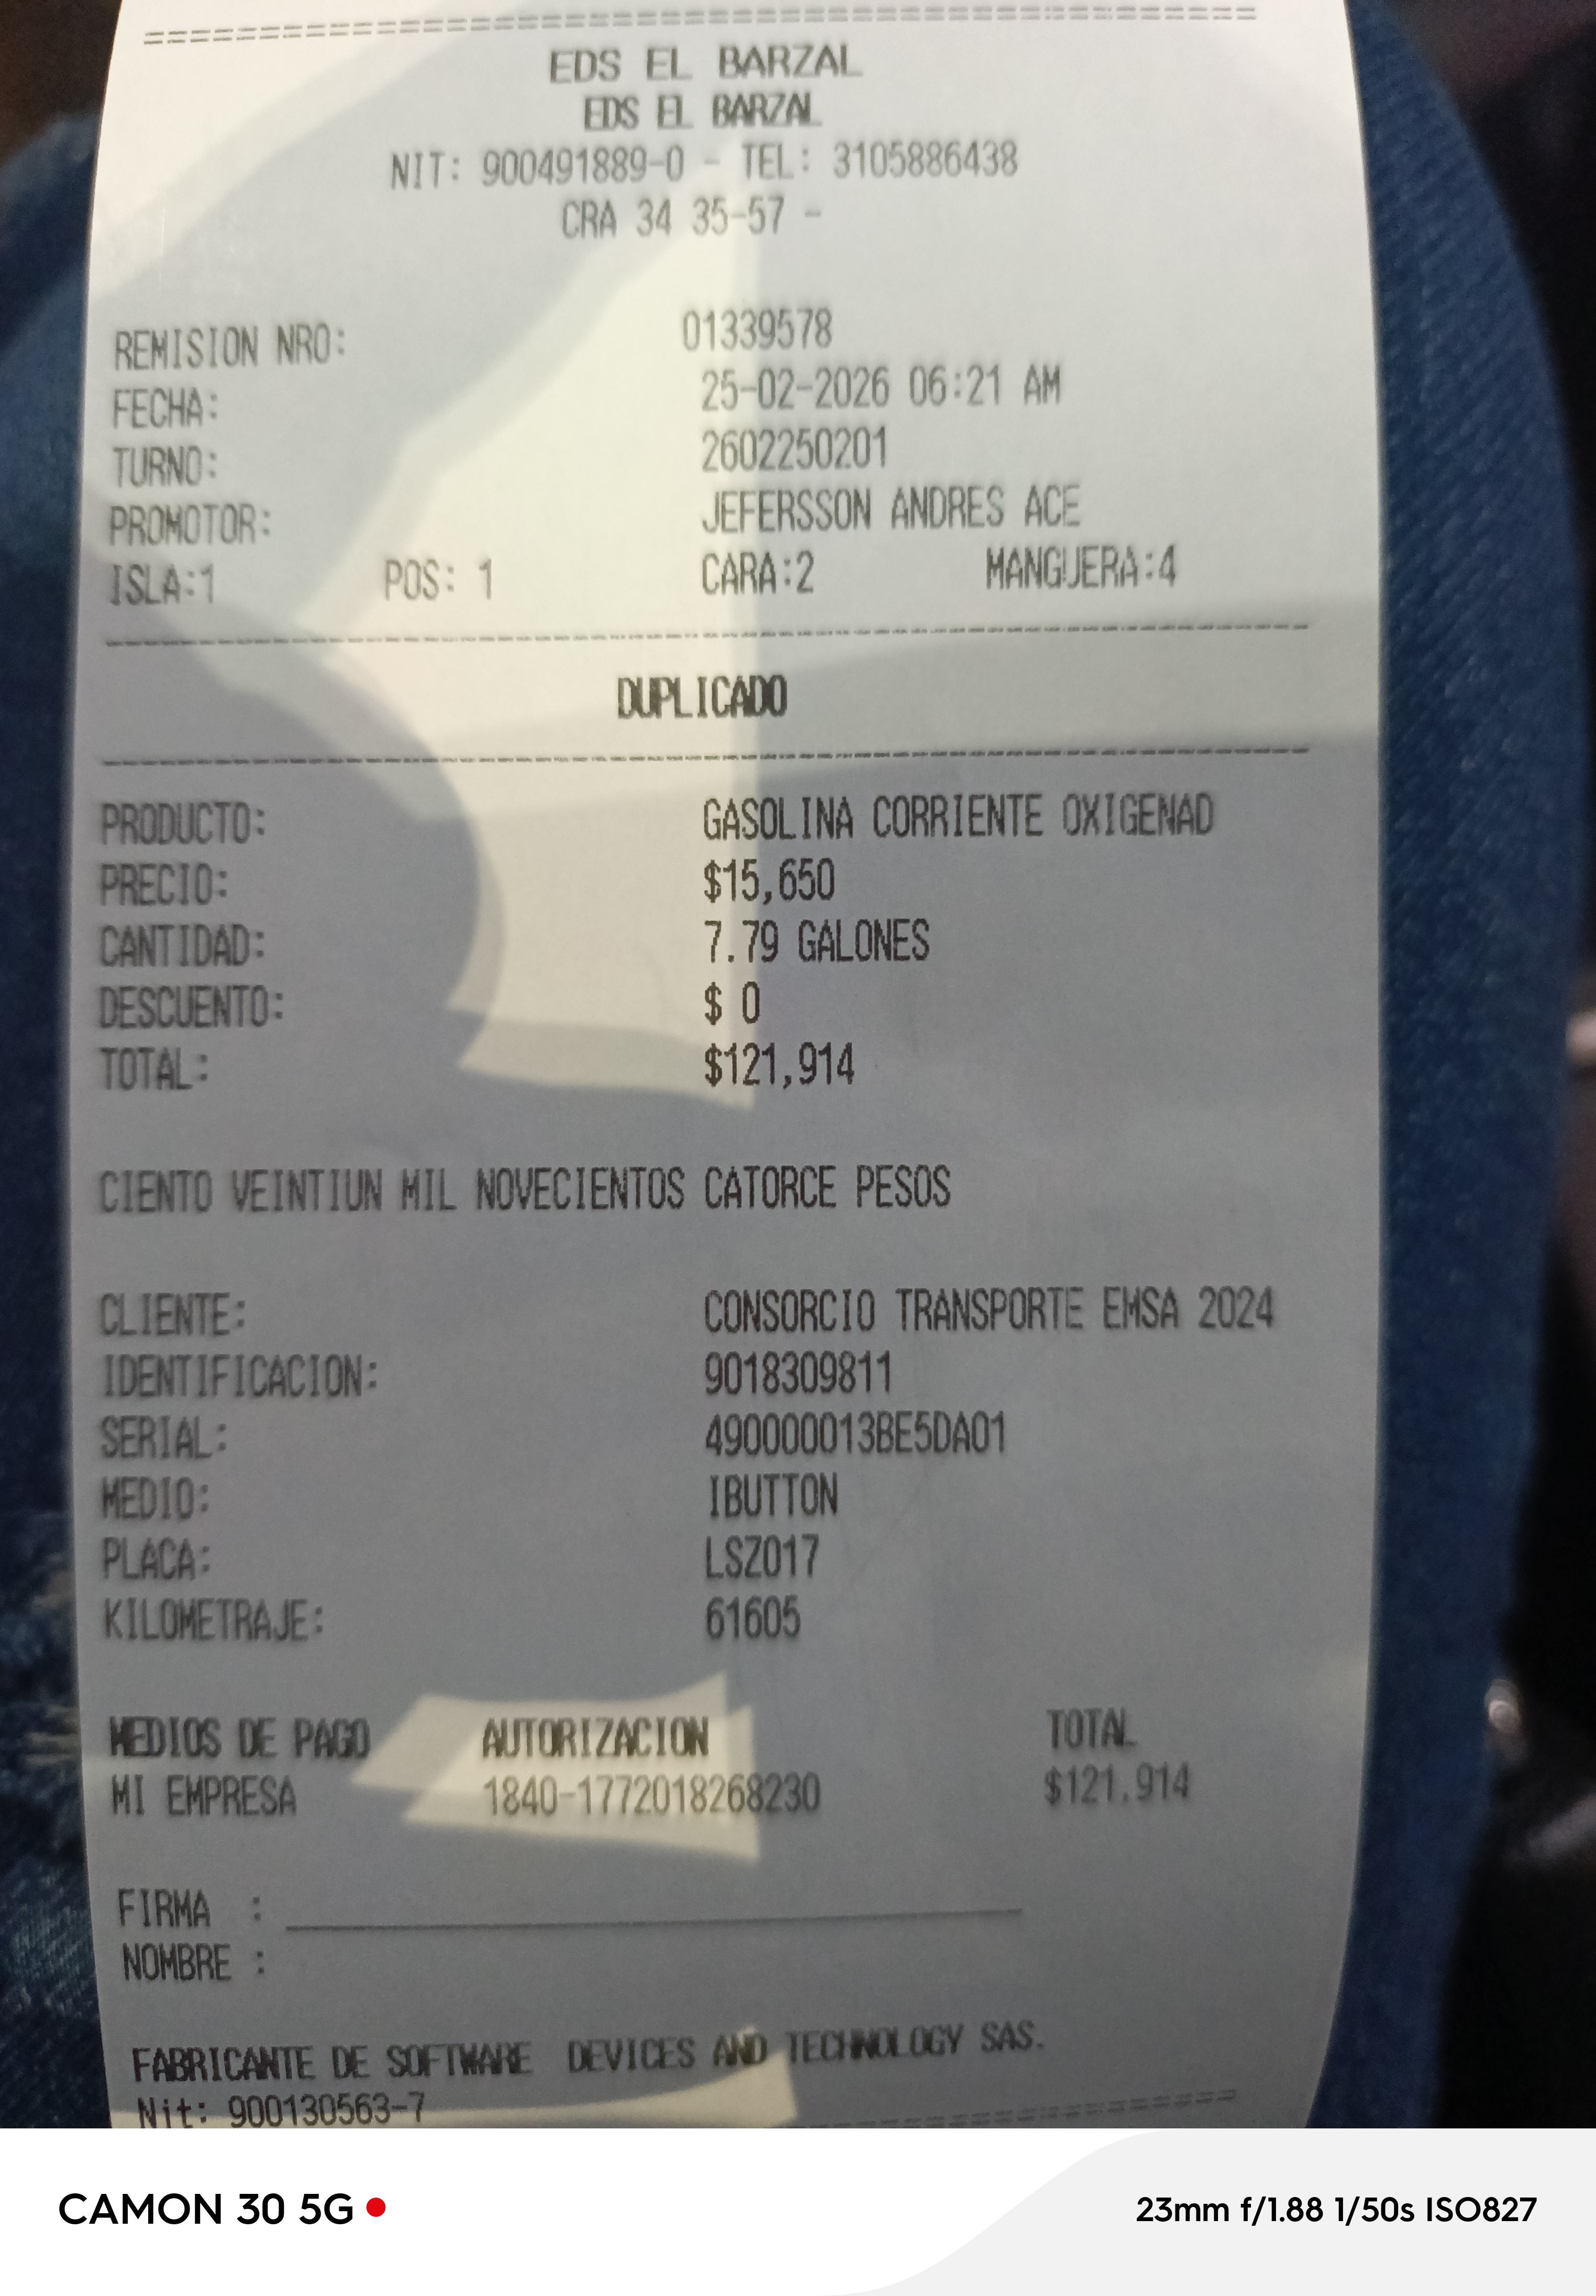 EDS EL BARZAL
EDS EL BARZAL
NIT: 900491889-0 - TEL: 3105886438
CRA 34 35-57 -
REMISION NRO: 01339578
FECHA: 25-02-2026 06:21 AM
TURNO: 2602250201
PROMOTOR: JEFERSSON ANDRES ACE
ISLA:1 POS: 1 CARA:2 MANGUERA:4
DUPLICADO
PRODUCTO: GASOLINA CORRIENTE OXIGENAD
PRECIO: $15,650
CANTIDAD: 7.79 GALONES
DESCUENTO: $ 0
TOTAL: $121,914
CIENTO VEINTIUN MIL NOVECIENTOS CATORCE PESOS
CLIENTE: CONSORCIO TRANSPORTE EMSA 2024
IDENTIFICACION: 9018309811
SERIAL: 490000013BE5DA01
MEDIO: IBUTTON
PLACA: LSZ017
KILOMETRAJE: 61605
MEDIOS DE PAGO AUTORIZACION TOTAL
MI EMPRESA 1840-1772018268230 $121.914
FIRMA :
NOMBRE :
FABRICANTE DE SOFTWARE DEVICES AND TECHNOLOGY SAS.
Nit: 900130563-7
CAMON 30 5G
23mm f/1.88 1/50s ISO827